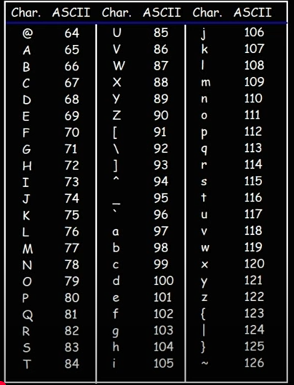 Char. ASCII Char. ASCII Char. ASCII
@ 64 U 85 j 106
A 65 V 86 k 107
B 66 W 87 l 108
C 67 X 88 m 109
D 68 Y 89 n 110
E 69 Z 90 o 111
F 70 [ 91 p 112
G 71 \ 92 q 113
H 72 ] 93 r 114
I 73 ^ 94 s 115
J 74 _ 95 t 116
K 75 ` 96 u 117
L 76 a 97 v 118
M 77 b 98 w 119
N 78 c 99 x 120
O 79 d 100 y 121
P 80 e 101 z 122
Q 81 f 102 { 123
R 82 g 103 | 124
S 83 h 104 } 125
T 84 i 105 ~ 126